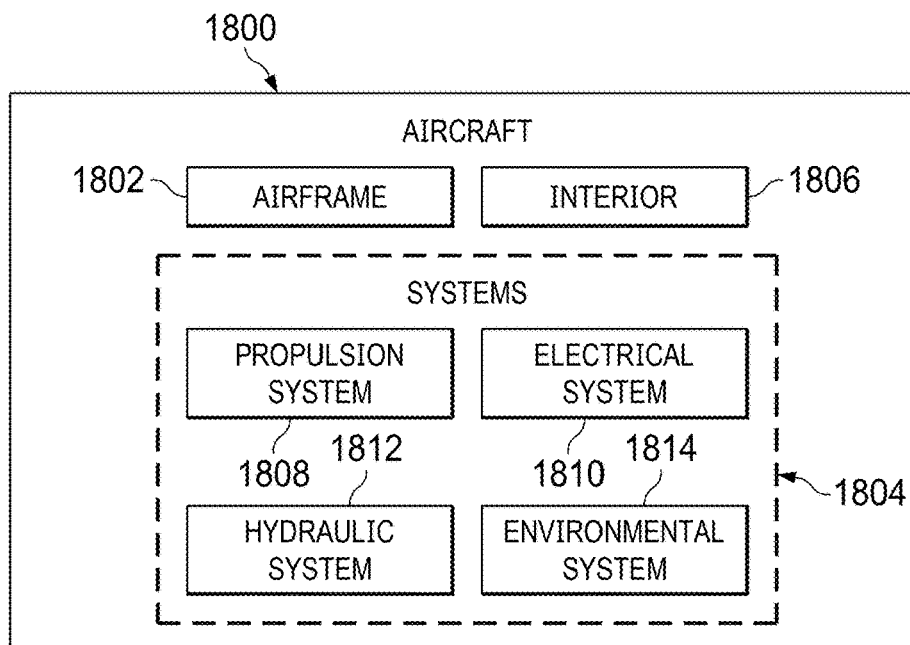 1800
AIRCRAFT
1802 AIRFRAME INTERIOR 1806
SYSTEMS
PROPULSION ELECTRICAL
SYSTEM SYSTEM
1808 1812 1810 1814
1804
HYDRAULIC ENVIRONMENTAL
SYSTEM SYSTEM